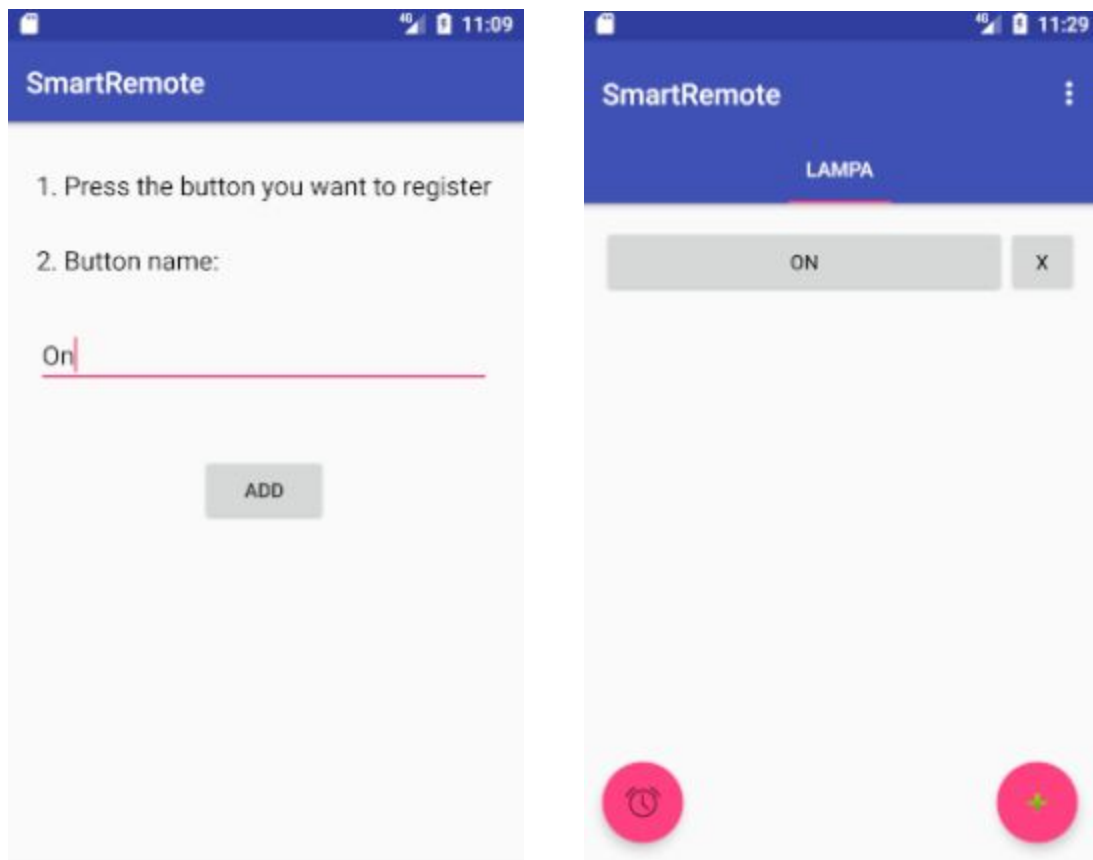 11:09
SmartRemote
1. Press the button you want to register
2. Button name:
On
ADD
11:29
SmartRemote
LAMPA
ON
X